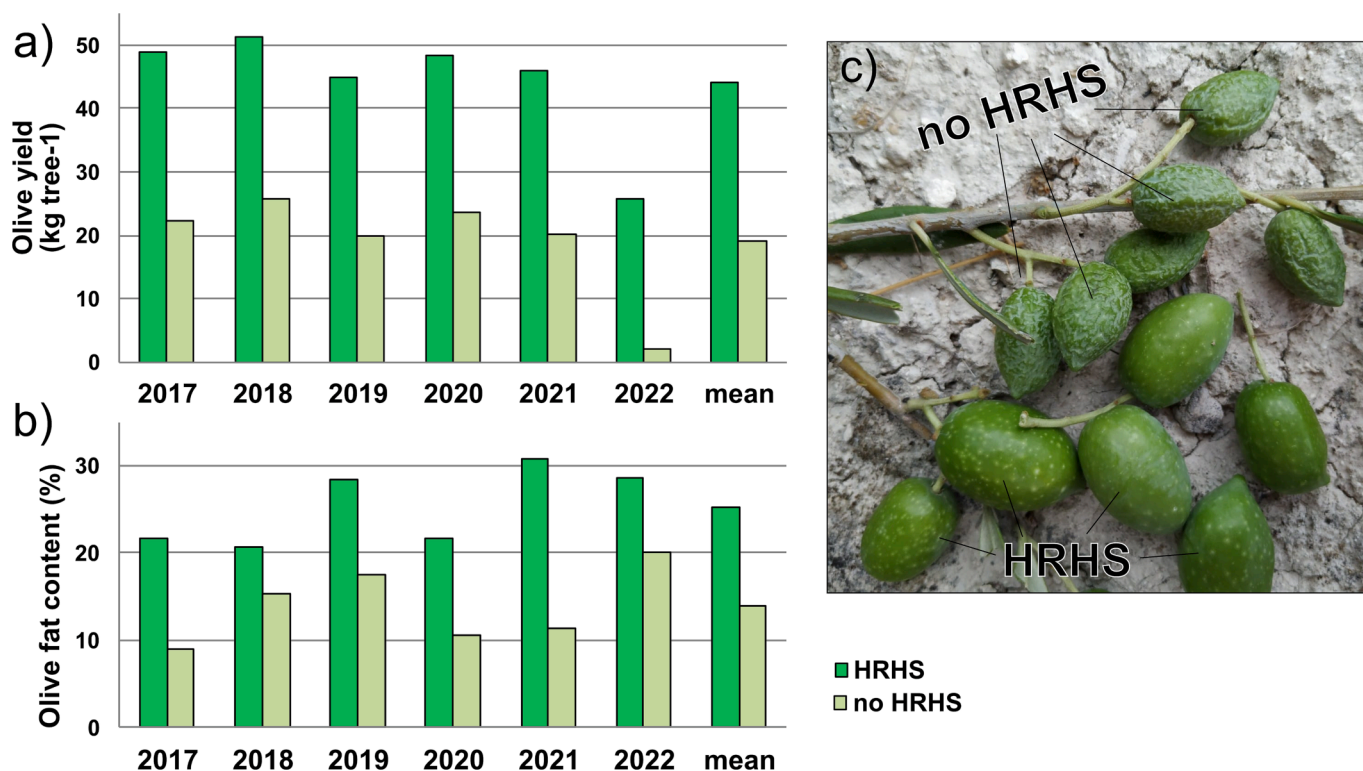 a)
Olive yield
(kg tree-1)
50
40
30
20
10
0
2017 2018 2019 2020 2021 2022 mean
b)
Olive fat content (%)
30
20
10
0
2017 2018 2019 2020 2021 2022 mean
c)
no HRHS
HRHS
HRHS
no HRHS